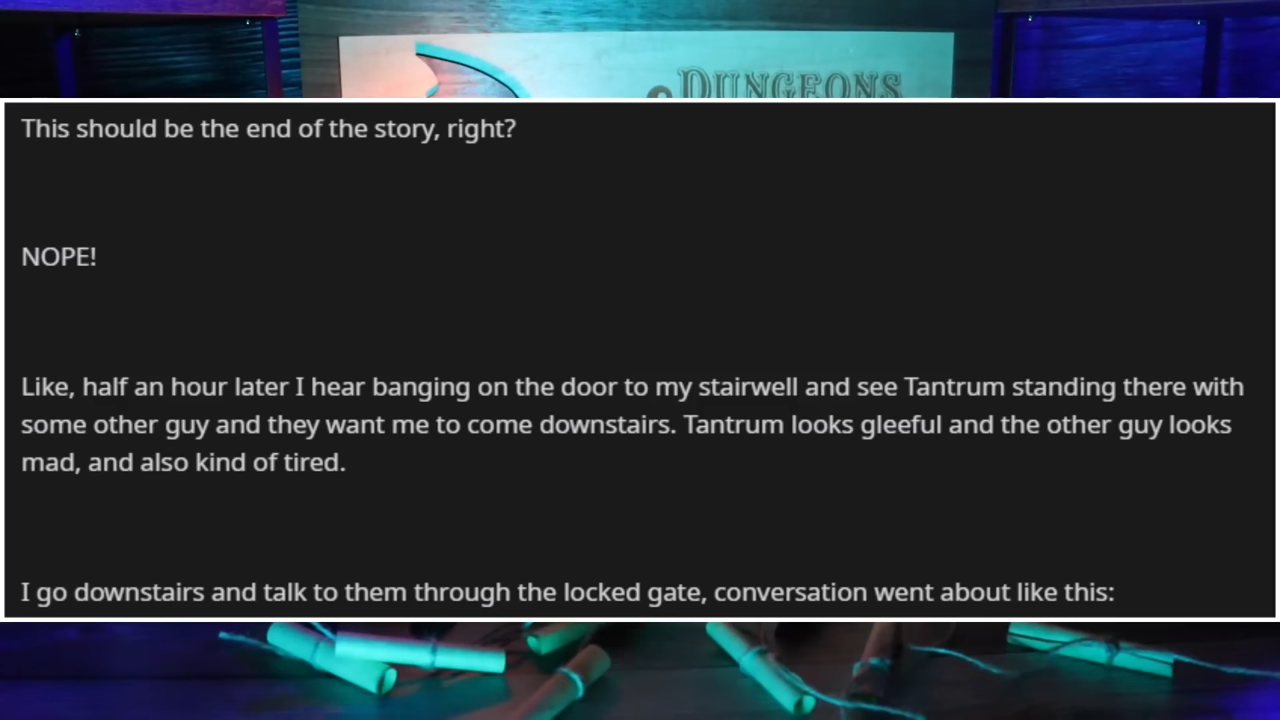 DUNGEONS
This should be the end of the story, right?
NOPE!
Like, half an hour later I hear banging on the door to my stairwell and see Tantrum standing there with
some other guy and they want me to come downstairs. Tantrum looks gleeful and the other guy looks
mad, and also kind of tired.
I go downstairs and talk to them through the locked gate, conversation went about like this: